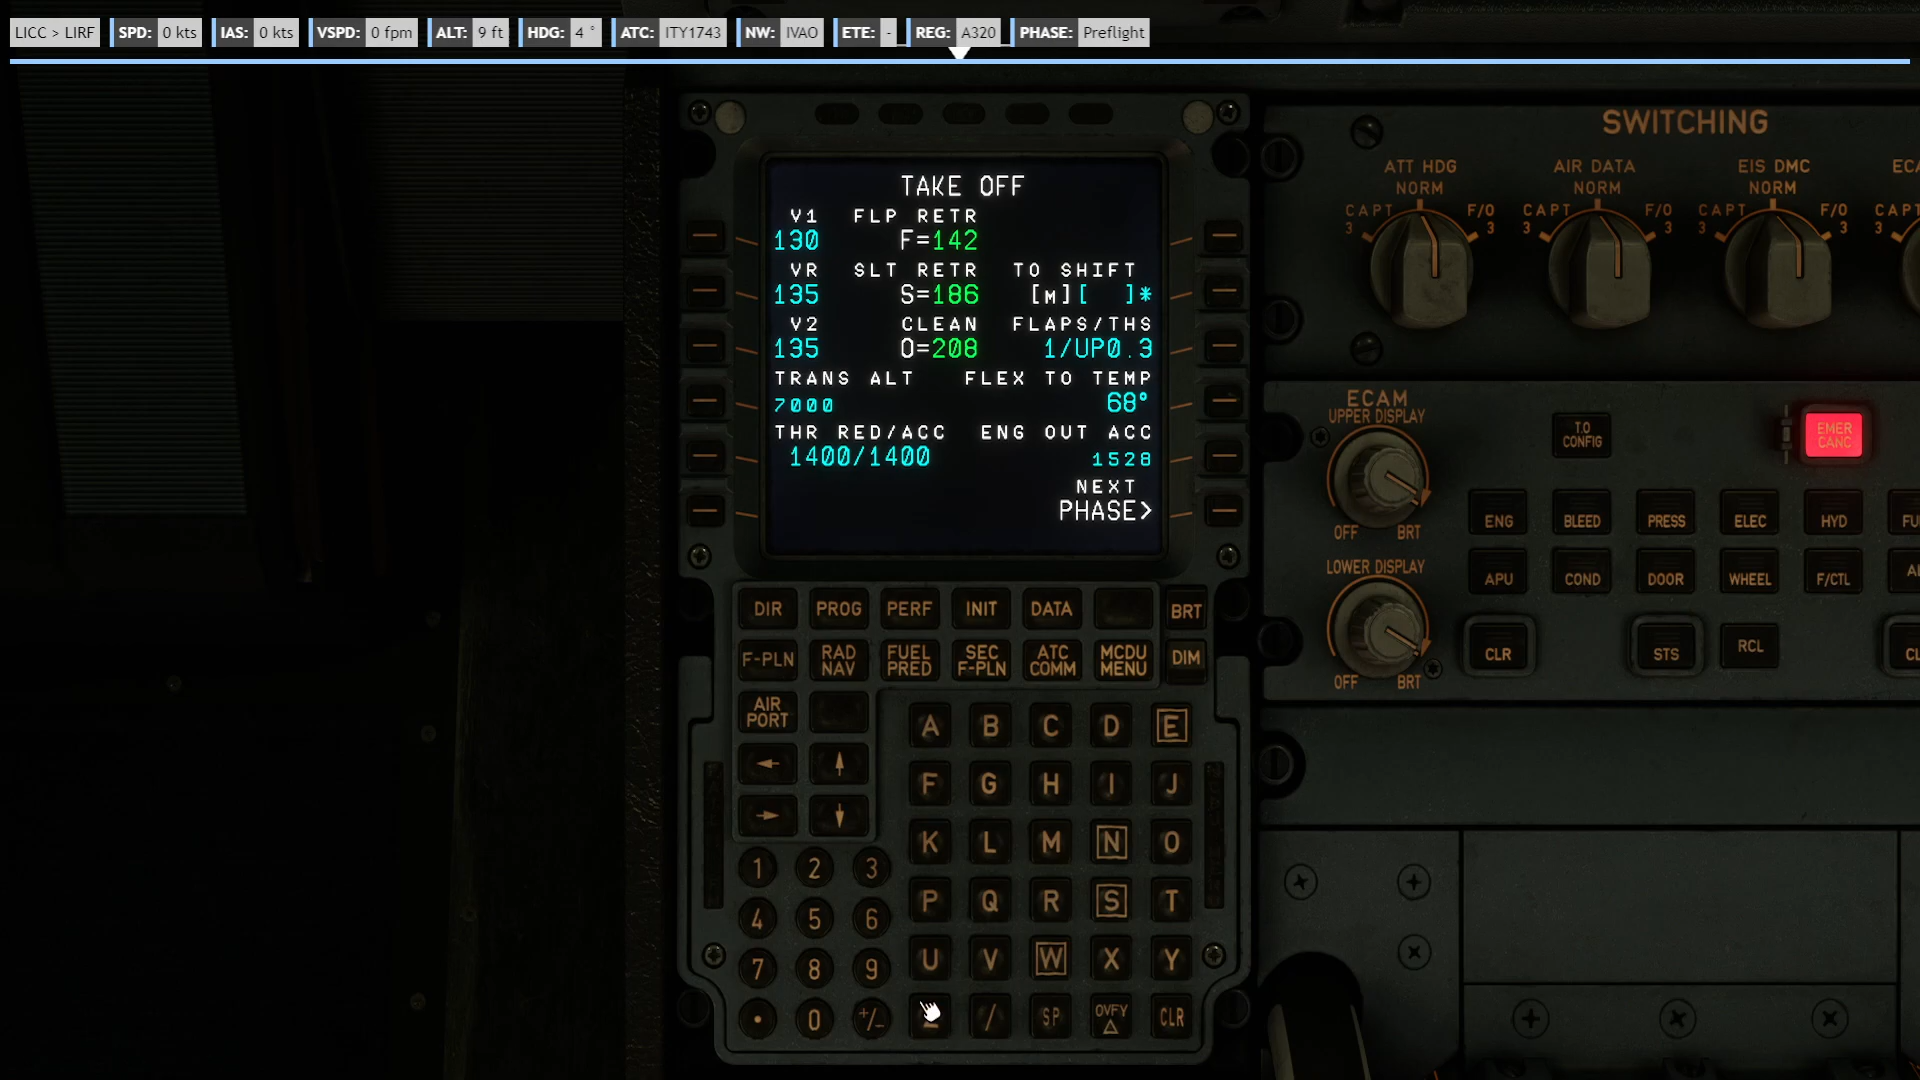 LICC > LIRF SPD: 0 kts IAS: 0 kts VSPD: 0 fpm ALT: 9 ft HDG: 4 ° ATC: ITY1743 NW: IVAO ETE: - REG: A320 PHASE: Preflight
TAKE OFF
V1 FLP RETR
130 F=142
VR SLT RETR TO SHIFT
135 S=186 [M][ ]*
V2 CLEAN FLAPS/THS
135 O=208 1/UP0.3
TRANS ALT FLEX TO TEMP
7000 68°
THR RED/ACC ENG OUT ACC
1400/1400 1528
NEXT
PHASE>
DIR PROG PERF INIT DATA BRT
F-PLN RAD NAV FUEL PRED SEC F-PLN ATC COMM MCDU MENU DIM
AIR PORT
← ↑
→ ↓
A B C D E
F G H I J
K L M N O
1 2 3
P Q R S T
4 5 6
U V W X Y
7 8 9
. 0 +/- / SP OVFY △ CLR
SWITCHING
ATT HDG AIR DATA EIS DMC
NORM NORM NORM
CAPT 3 F/O 3 CAPT 3 F/O 3 CAPT 3 F/O 3 CAPT 3
ECAM
UPPER DISPLAY
OFF BRT
T.O CONFIG
EMER CANC
ENG BLEED PRESS ELEC HYD
LOWER DISPLAY
OFF BRT
APU COND DOOR WHEEL F/CTL
CLR STS RCL